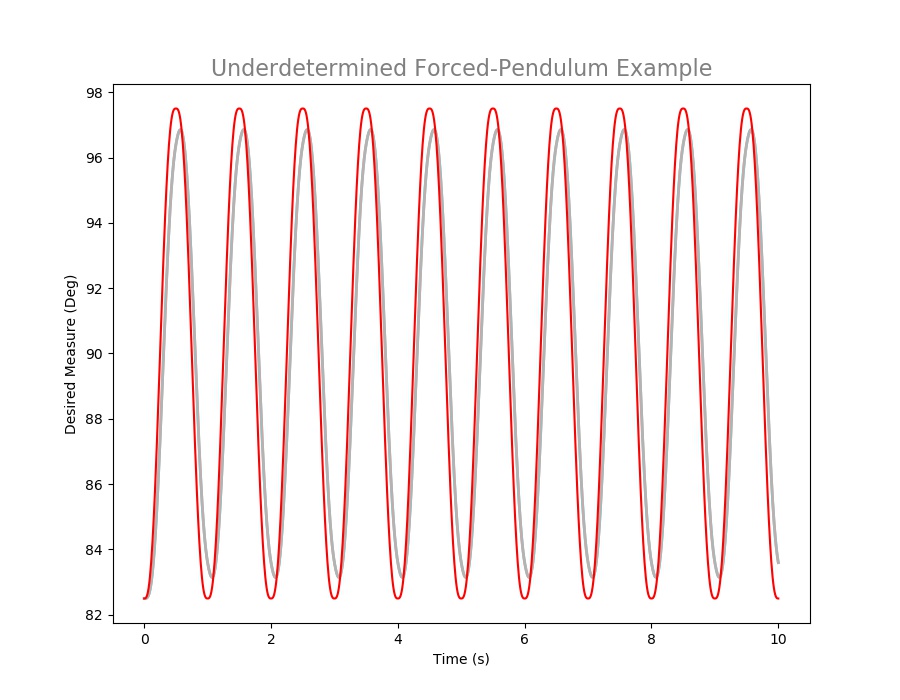 Underdetermined Forced-Pendulum Example
98
96
94
92
90
88
86
84
82
Desired Measure (Deg)
0 2 4 6 8 10
Time (s)